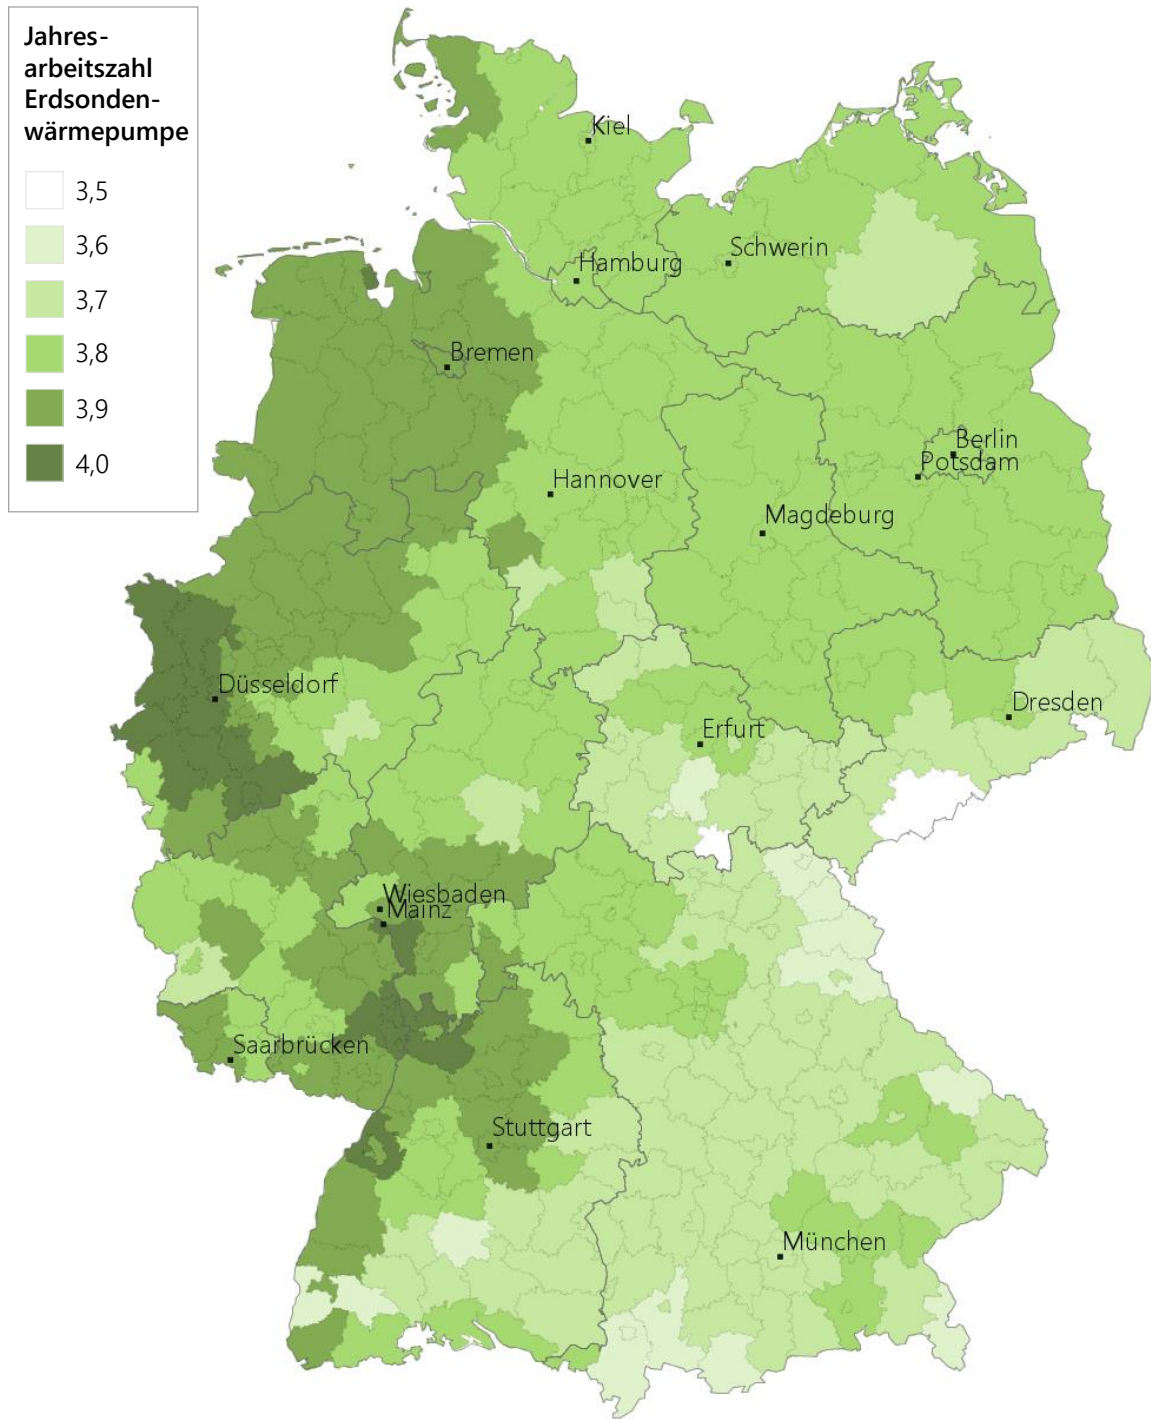 Jahres-
arbeitszahl
Erdsonden-
wärmepumpe
3,5
3,6
3,7
3,8
3,9
4,0
Kiel
Schwerin
Hamburg
Bremen
Berlin
Potsdam
Hannover
Magdeburg
Düsseldorf
Dresden
Erfurt
Wiesbaden
Mainz
Saarbrücken
Stuttgart
München